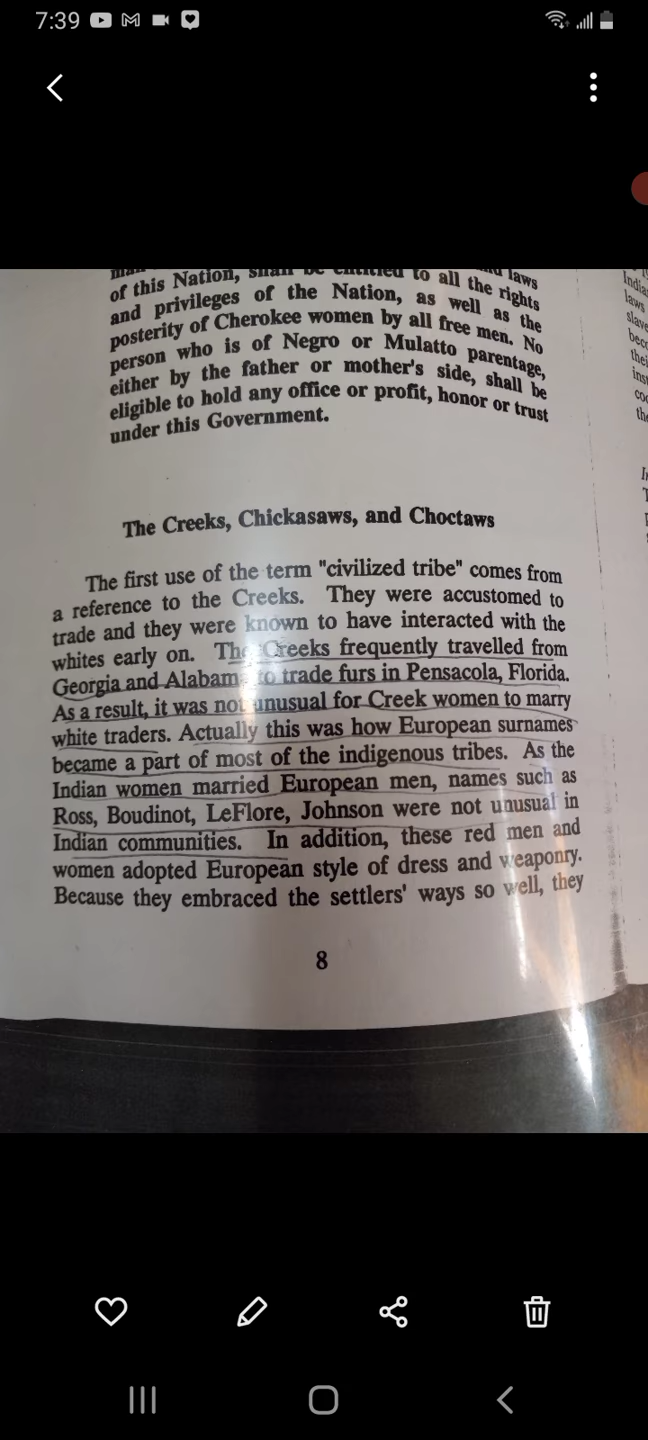 7:39
laws
of this Nation, shall be entitled to all the rights
and privileges of the Nation, as well as the
posterity of Cherokee women by all free men. No
person who is of Negro or Mulatto parentage,
either by the father or mother's side, shall be
eligible to hold any office or profit, honor or trust
under this Government.
The Creeks, Chickasaws, and Choctaws
The first use of the term "civilized tribe" comes from
a reference to the Creeks. They were accustomed to
trade and they were known to have interacted with the
whites early on. The Creeks frequently travelled from
Georgia and Alabama to trade furs in Pensacola, Florida.
As a result, it was not unusual for Creek women to marry
white traders. Actually this was how European surnames
became a part of most of the indigenous tribes. As the
Indian women married European men, names such as
Ross, Boudinot, LeFlore, Johnson were not unusual in
Indian communities. In addition, these red men and
women adopted European style of dress and weaponry.
Because they embraced the settlers' ways so well, they
8